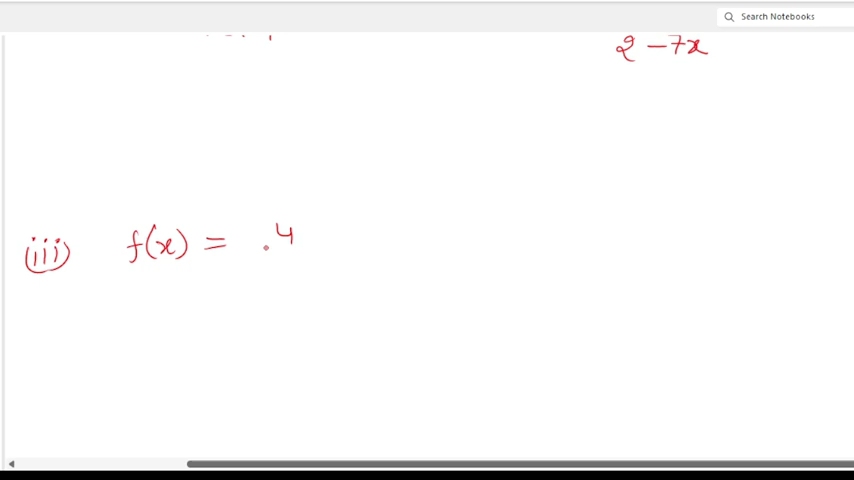 Search Notebooks
2 - 7x
(iii) f(x) = 4